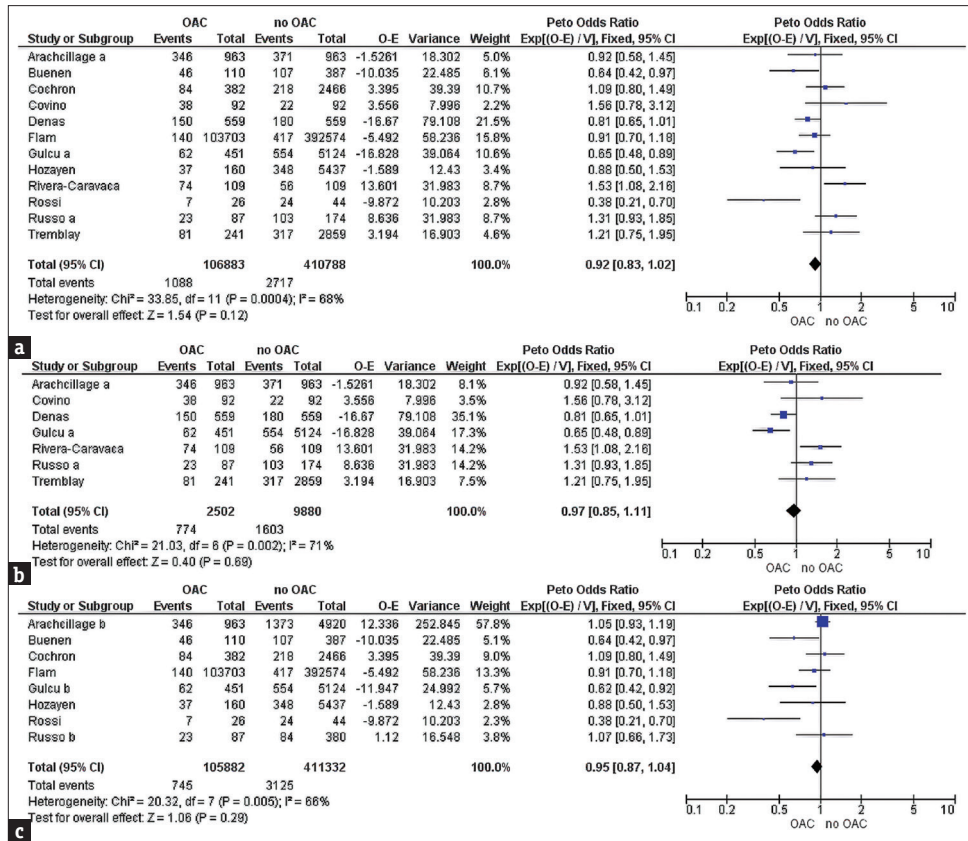 OAC no OAC Peto Odds Ratio Peto Odds Ratio
Study or Subgroup Events Total Events Total O-E Variance Weight Exp[(O-E) / V], Fixed, 95% CI Exp[(O-E) / V], Fixed, 95% CI
Arachcillage a 346 963 371 963 -1.5261 18.302 5.0% 0.92 [0.58, 1.45]
Buenen 46 110 107 387 -10.035 22.485 6.1% 0.64 [0.42, 0.97]
Cochron 84 382 218 2466 3.395 39.39 10.7% 1.09 [0.80, 1.49]
Covino 38 92 22 92 3.556 7.996 2.2% 1.56 [0.78, 3.12]
Denas 150 559 180 559 -16.67 79.108 21.5% 0.81 [0.65, 1.01]
Flam 140 103703 417 392574 -5.492 58.236 15.8% 0.91 [0.70, 1.18]
Gulcu a 62 451 554 5124 -16.828 39.064 10.6% 0.65 [0.48, 0.89]
Hozayen 37 160 348 5437 -1.589 12.43 3.4% 0.88 [0.50, 1.53]
Rivera-Caravaca 74 109 56 109 13.601 31.983 8.7% 1.53 [1.08, 2.16]
Rossi 7 26 24 44 -9.872 10.203 2.8% 0.38 [0.21, 0.70]
Russo a 23 87 103 174 8.636 31.983 8.7% 1.31 [0.93, 1.85]
Tremblay 81 241 317 2859 3.194 16.903 4.6% 1.21 [0.75, 1.95]
Total (95% CI) 106883 410788 100.0% 0.92 [0.83, 1.02]
Total events 1088 2717
Heterogeneity: Chi² = 33.85, df = 11 (P = 0.0004); I² = 68%
Test for overall effect: Z = 1.54 (P = 0.12)
0.1 0.2 0.5 1 2 5 10
OAC no OAC
a
OAC no OAC Peto Odds Ratio Peto Odds Ratio
Study or Subgroup Events Total Events Total O-E Variance Weight Exp[(O-E) / V], Fixed, 95% CI Exp[(O-E) / V], Fixed, 95% CI
Arachcillage a 346 963 371 963 -1.5261 18.302 8.1% 0.92 [0.58, 1.45]
Covino 38 92 22 92 3.556 7.996 3.5% 1.56 [0.78, 3.12]
Denas 150 559 180 559 -16.67 79.108 35.1% 0.81 [0.65, 1.01]
Gulcu a 62 451 554 5124 -16.828 39.064 17.3% 0.65 [0.48, 0.89]
Rivera-Caravaca 74 109 56 109 13.601 31.983 14.2% 1.53 [1.08, 2.16]
Russo a 23 87 103 174 8.636 31.983 14.2% 1.31 [0.93, 1.85]
Tremblay 81 241 317 2859 3.194 16.903 7.5% 1.21 [0.75, 1.95]
Total (95% CI) 2502 9880 100.0% 0.97 [0.85, 1.11]
Total events 774 1603
Heterogeneity: Chi² = 21.03, df = 6 (P = 0.002); I² = 71%
Test for overall effect: Z = 0.40 (P = 0.69)
0.1 0.2 0.5 1 2 5 10
OAC no OAC
b
OAC no OAC Peto Odds Ratio Peto Odds Ratio
Study or Subgroup Events Total Events Total O-E Variance Weight Exp[(O-E) / V], Fixed, 95% CI Exp[(O-E) / V], Fixed, 95% CI
Arachcillage b 346 963 1373 4920 12.336 252.845 57.8% 1.05 [0.93, 1.19]
Buenen 46 110 107 387 -10.035 22.485 5.1% 0.64 [0.42, 0.97]
Cochron 84 382 218 2466 3.395 39.39 9.0% 1.09 [0.80, 1.49]
Flam 140 103703 417 392574 -5.492 58.236 13.3% 0.91 [0.70, 1.18]
Gulcu b 62 451 554 5124 -11.947 24.992 5.7% 0.62 [0.42, 0.92]
Hozayen 37 160 348 5437 -1.589 12.43 2.8% 0.88 [0.50, 1.53]
Rossi 7 26 24 44 -9.872 10.203 2.3% 0.38 [0.21, 0.70]
Russo b 23 87 84 380 1.12 16.548 3.8% 1.07 [0.66, 1.73]
Total (95% CI) 105882 411332 100.0% 0.95 [0.87, 1.04]
Total events 745 3125
Heterogeneity: Chi² = 20.32, df = 7 (P = 0.005); I² = 66%
Test for overall effect: Z = 1.06 (P = 0.29)
0.1 0.2 0.5 1 2 5 10
OAC no OAC
c